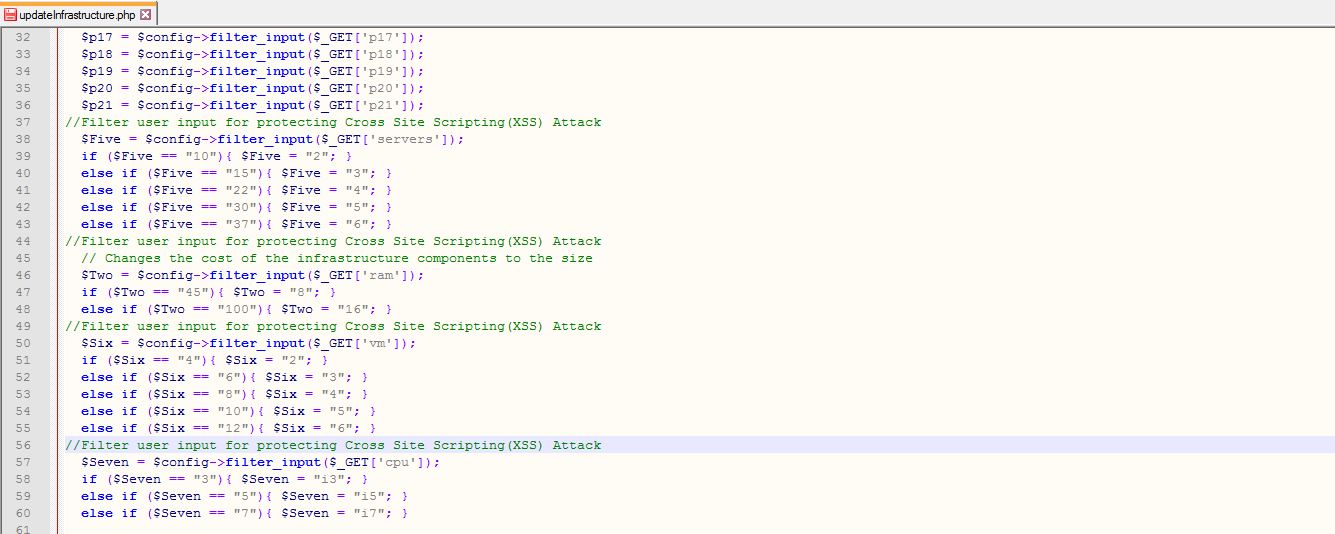 updateInfrastructure.php
32 $p17 = $config->filter_input($_GET['p17']);
33 $p18 = $config->filter_input($_GET['p18']);
34 $p19 = $config->filter_input($_GET['p19']);
35 $p20 = $config->filter_input($_GET['p20']);
36 $p21 = $config->filter_input($_GET['p21']);
37 //Filter user input for protecting Cross Site Scripting(XSS) Attack
38 $Five = $config->filter_input($_GET['servers']);
39 if ($Five == "10"){ $Five = "2"; }
40 else if ($Five == "15"){ $Five = "3"; }
41 else if ($Five == "22"){ $Five = "4"; }
42 else if ($Five == "30"){ $Five = "5"; }
43 else if ($Five == "37"){ $Five = "6"; }
44 //Filter user input for protecting Cross Site Scripting(XSS) Attack
45 // Changes the cost of the infrastructure components to the size
46 $Two = $config->filter_input($_GET['ram']);
47 if ($Two == "45"){ $Two = "8"; }
48 else if ($Two == "100"){ $Two = "16"; }
49 //Filter user input for protecting Cross Site Scripting(XSS) Attack
50 $Six = $config->filter_input($_GET['vm']);
51 if ($Six == "4"){ $Six = "2"; }
52 else if ($Six == "6"){ $Six = "3"; }
53 else if ($Six == "8"){ $Six = "4"; }
54 else if ($Six == "10"){ $Six = "5"; }
55 else if ($Six == "12"){ $Six = "6"; }
56 //Filter user input for protecting Cross Site Scripting(XSS) Attack
57 $Seven = $config->filter_input($_GET['cpu']);
58 if ($Seven == "3"){ $Seven = "i3"; }
59 else if ($Seven == "5"){ $Seven = "i5"; }
60 else if ($Seven == "7"){ $Seven = "i7"; }
61